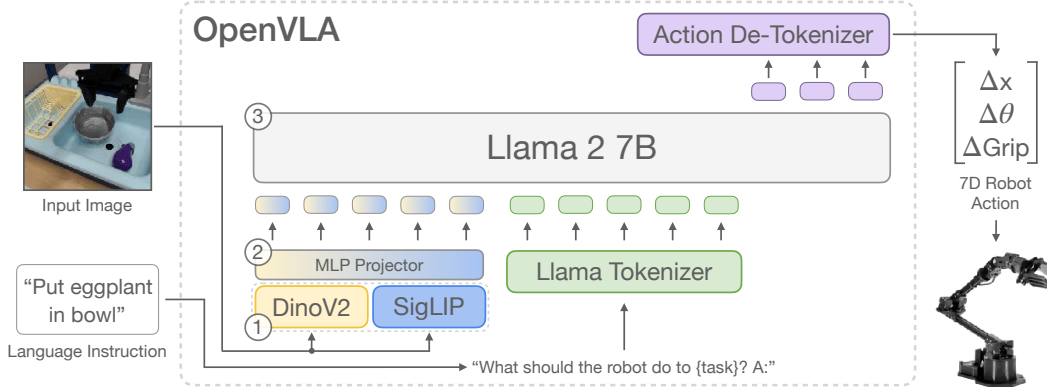 OpenVLA
Action De-Tokenizer
Δx
Δθ
ΔGrip
7D Robot
Action
3
Llama 2 7B
Input Image
2
MLP Projector
Llama Tokenizer
1
DinoV2
SigLIP
“Put eggplant
in bowl”
Language Instruction
“What should the robot do to {task}? A:”